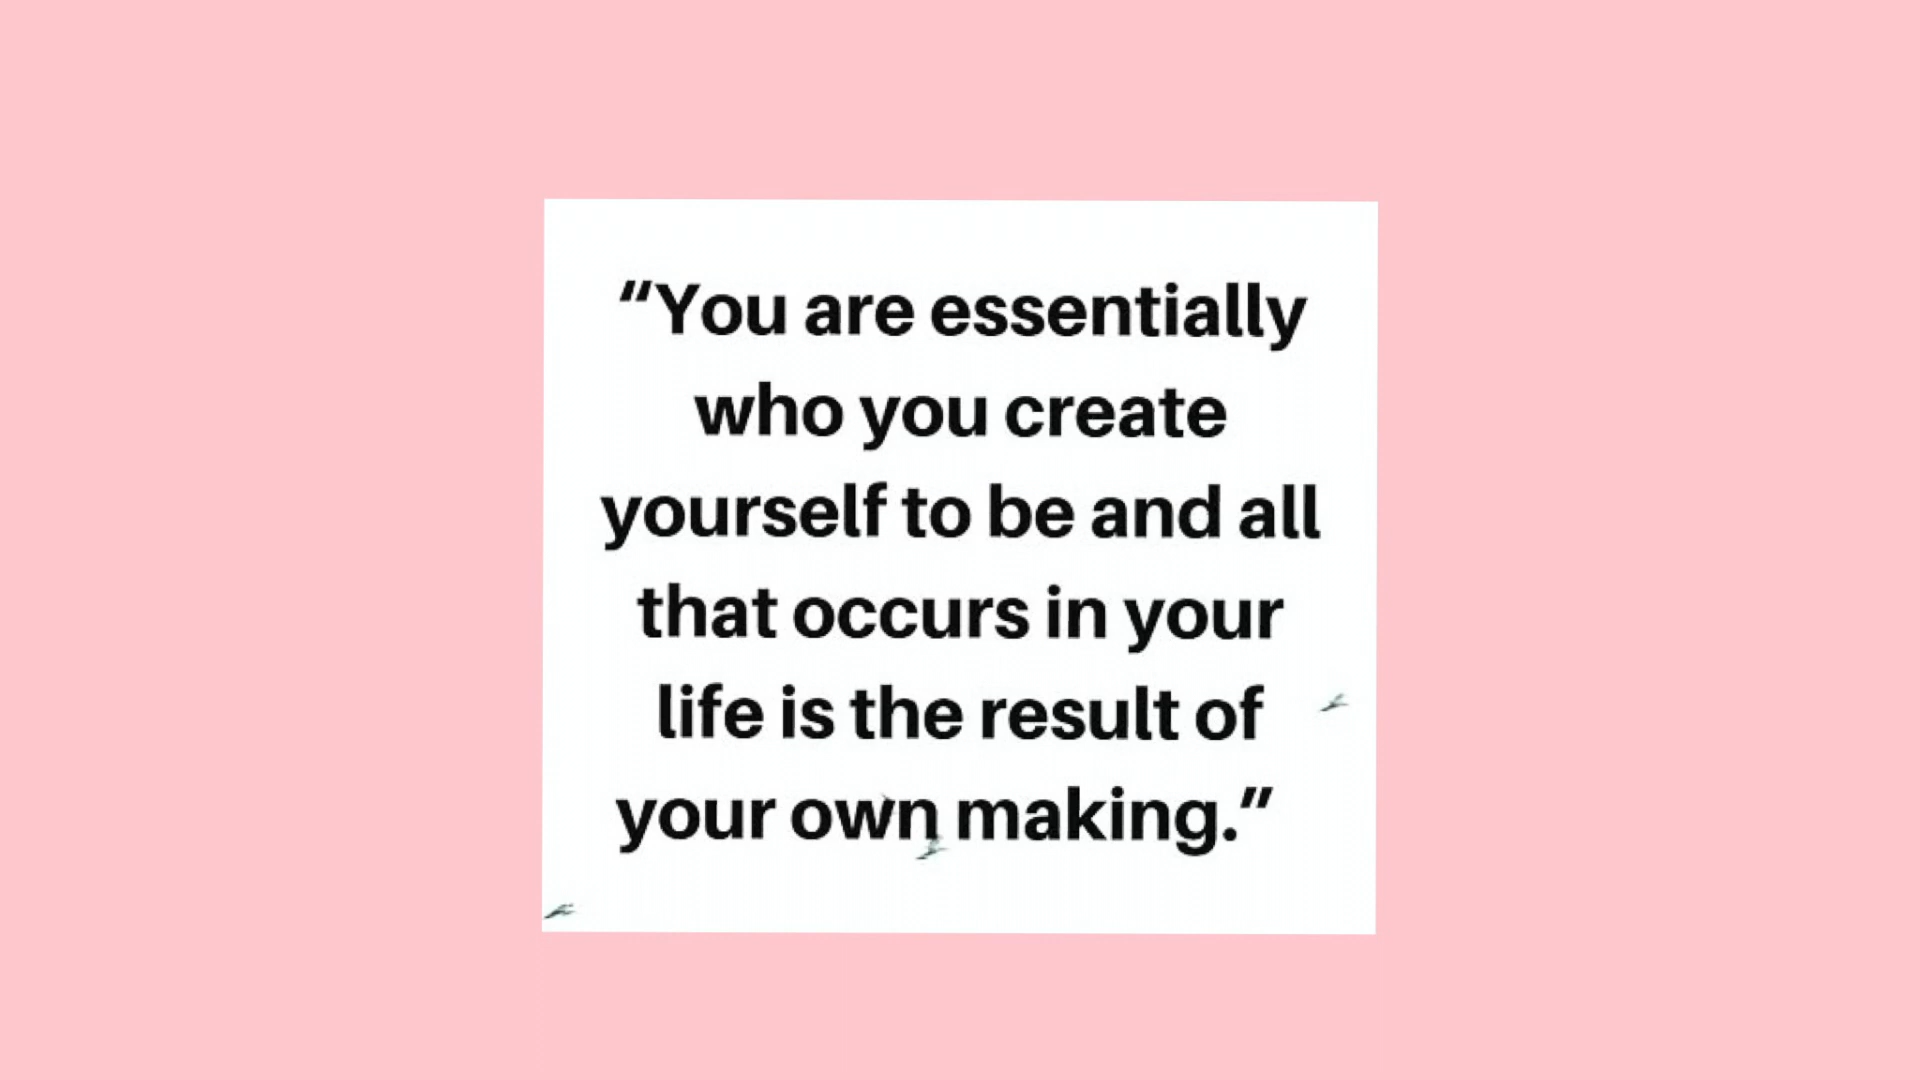 “You are essentially
who you create
yourself to be and all
that occurs in your
life is the result of
your own making.”